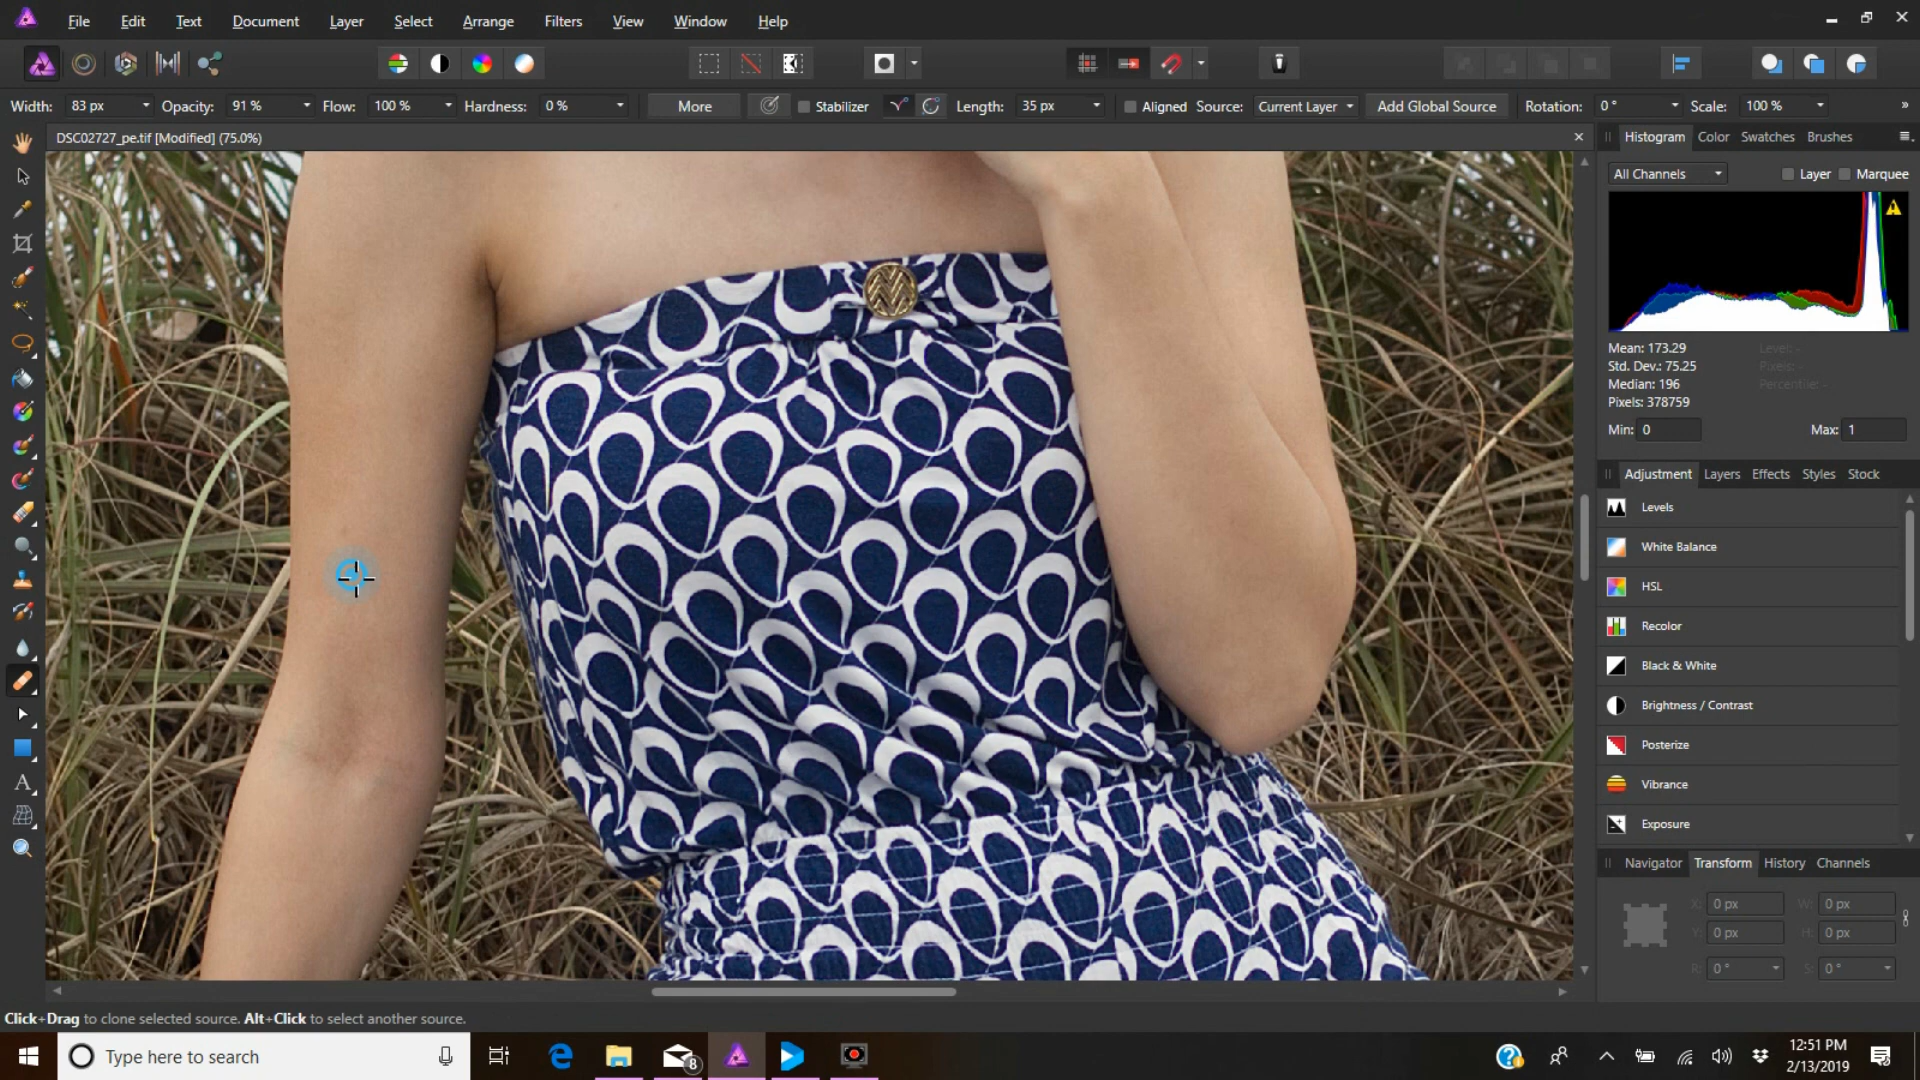 File Edit Text Document Layer Select Arrange Filters View Window Help
Width: 83 px Opacity: 91 % Flow: 100 % Hardness: 0 % More Stabilizer Length: 35 px Aligned Source: Current Layer Add Global Source Rotation: 0 ° Scale: 100 % »
DSC02727_pe.tif [Modified] (75.0%)
Histogram Color Swatches Brushes
All Channels Layer Marquee
Mean: 173.29 Level: -
Std. Dev.: 75.25 Pixels: -
Median: 196 Percentile: -
Pixels: 378759
Min: 0 Max: 1
Adjustment Layers Effects Styles Stock
Levels
White Balance
HSL
Recolor
Black & White
Brightness / Contrast
Posterize
Vibrance
Exposure
Navigator Transform History Channels
X: 0 px W: 0 px
Y: 0 px H: 0 px
R: 0 ° S: 0 °
Click+Drag to clone selected source. Alt+Click to select another source.
Type here to search
8
12:51 PM
2/13/2019